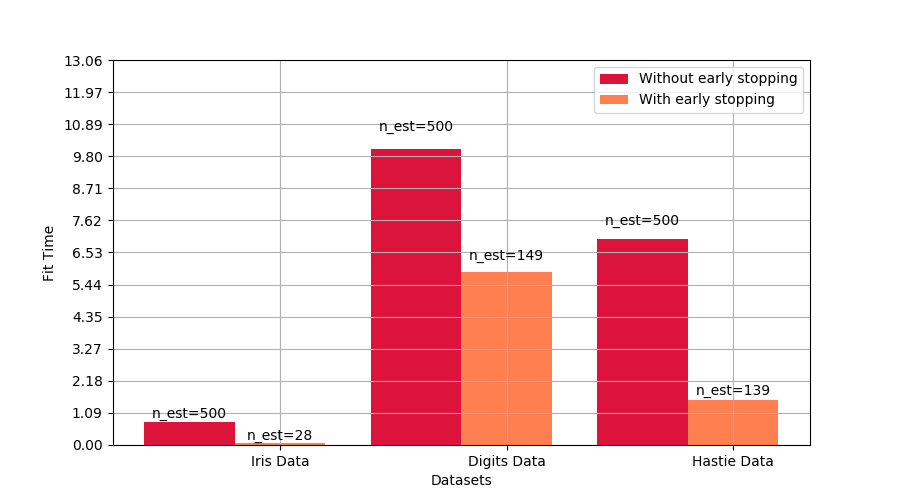 13.06
11.97
10.89
9.80
8.71
7.62
6.53
5.44
4.35
3.27
2.18
1.09
0.00
Fit Time
Without early stopping
With early stopping
n_est=500
n_est=28
n_est=500
n_est=149
n_est=500
n_est=139
Iris Data
Digits Data
Hastie Data
Datasets